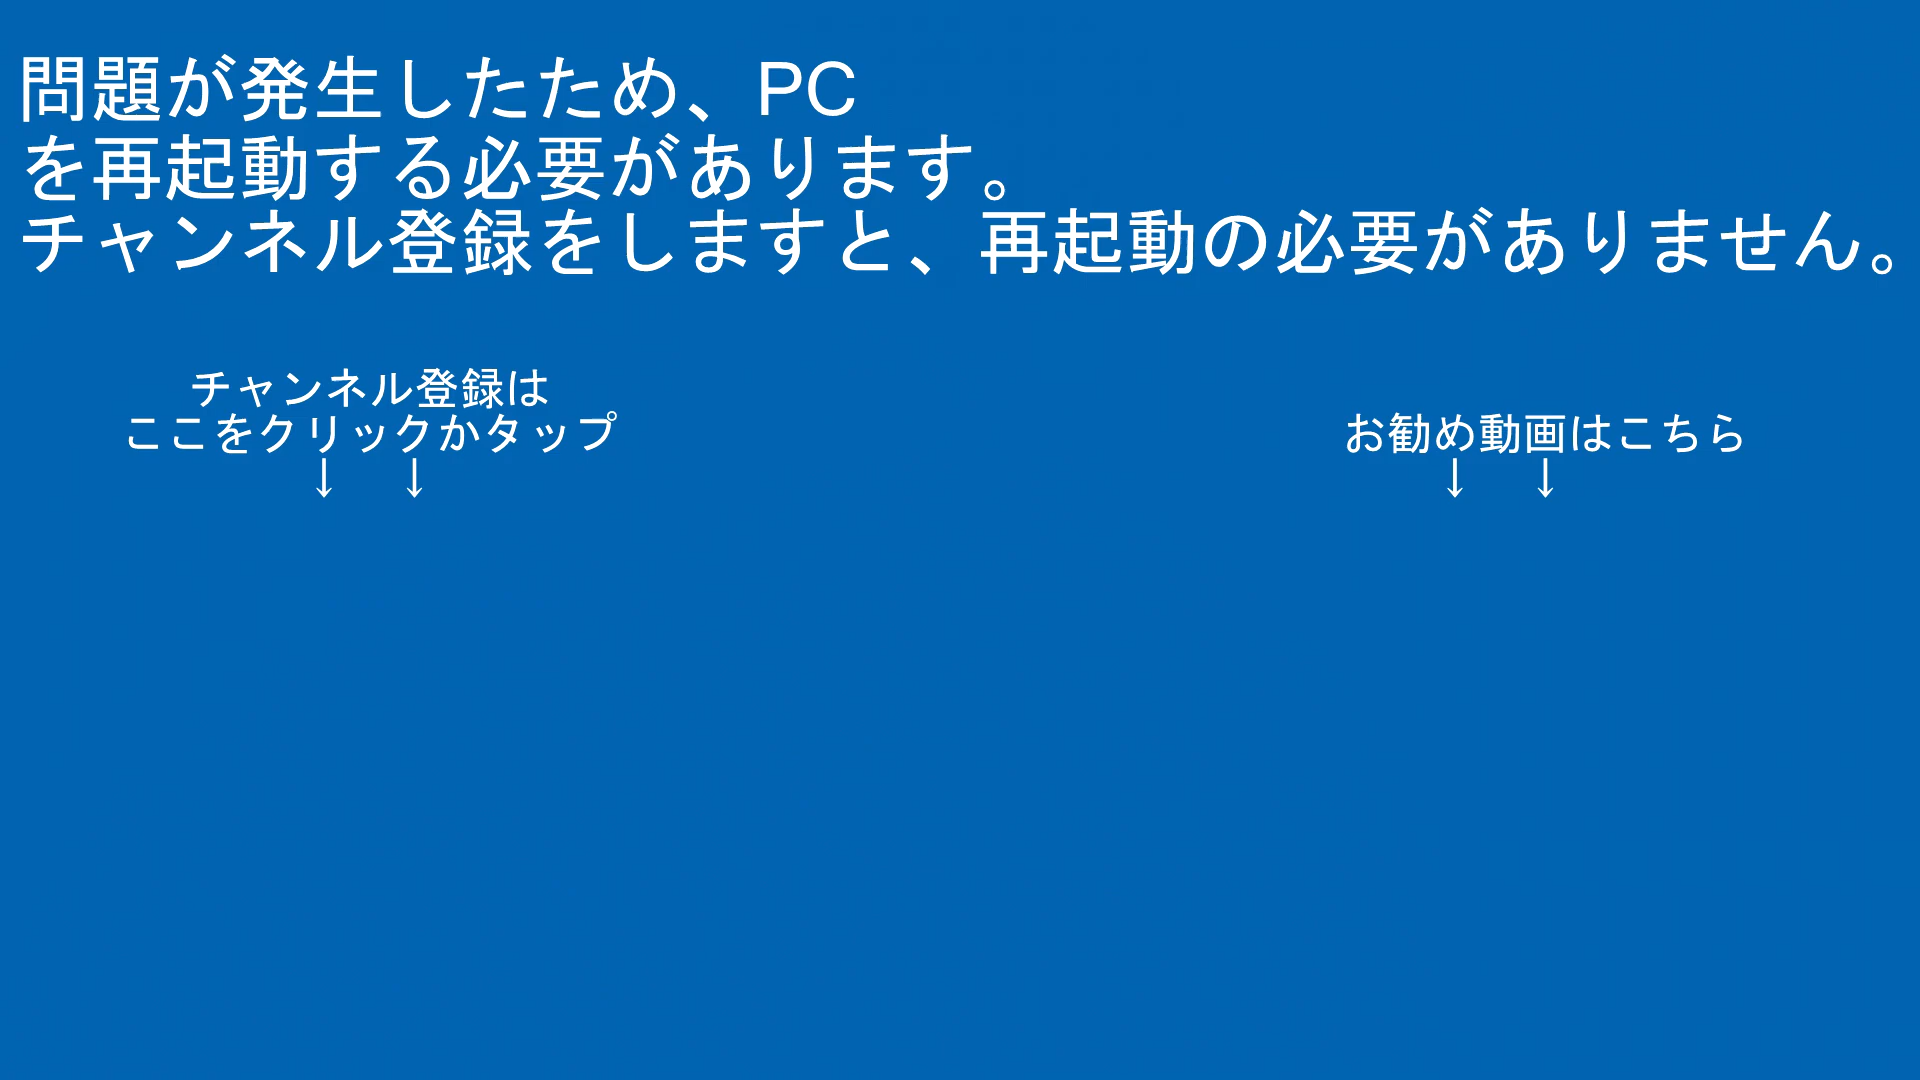 問題が発生したため、PC
を再起動する必要があります。
チャンネル登録をしますと、再起動の必要がありません。
チャンネル登録は
ここをクリックかタップ
↓　↓
お勧め動画はこちら
↓　↓